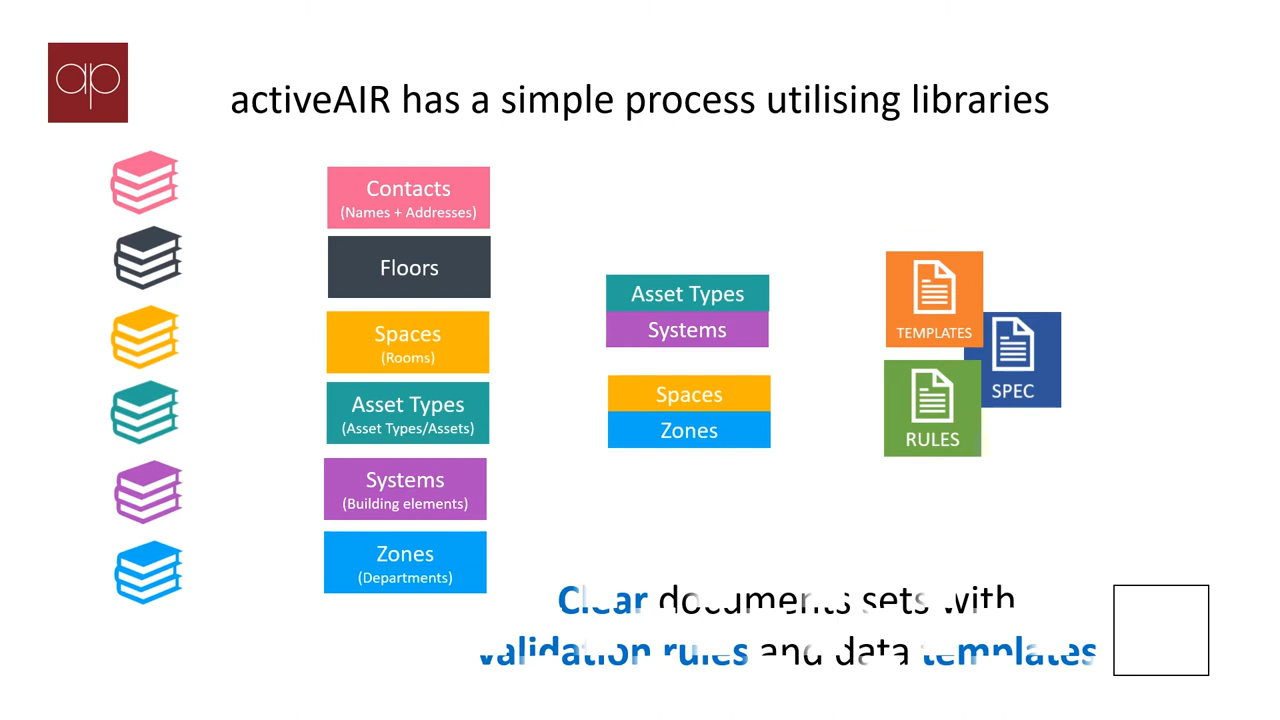 ap
activeAIR has a simple process utilising libraries
Contacts
(Names + Addresses)
Floors
Spaces
(Rooms)
Asset Types
(Asset Types/Assets)
Systems
(Building elements)
Zones
(Departments)
Asset Types
Systems
Spaces
Zones
TEMPLATES
SPEC
RULES
Clear documents sets with
validation rules and data templates